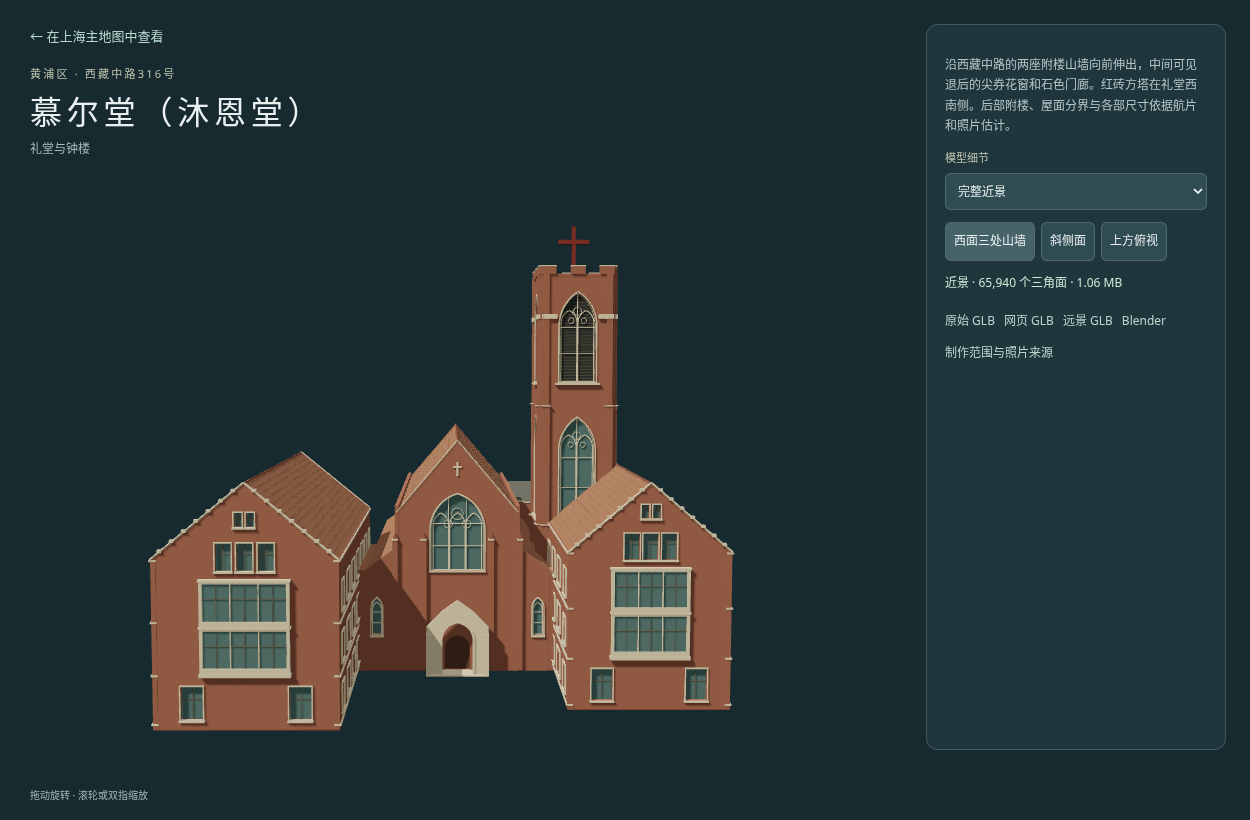 ← 在上海主地图中查看
黄浦区 · 西藏中路316号
慕尔堂（沐恩堂）
礼堂与钟楼
沿西藏中路的两座附楼山墙向前伸出，中间可见
退后的尖券花窗和石色门廊。红砖方塔在礼堂西
南侧。后部附楼、屋面分界与各部尺寸依据航片
和照片估计。
模型细节
完整近景
西面三处山墙 斜侧面 上方俯视
近景 · 65,940 个三角面 · 1.06 MB
原始 GLB 网页 GLB 远景 GLB Blender
制作范围与照片来源
拖动旋转 · 滚轮或双指缩放